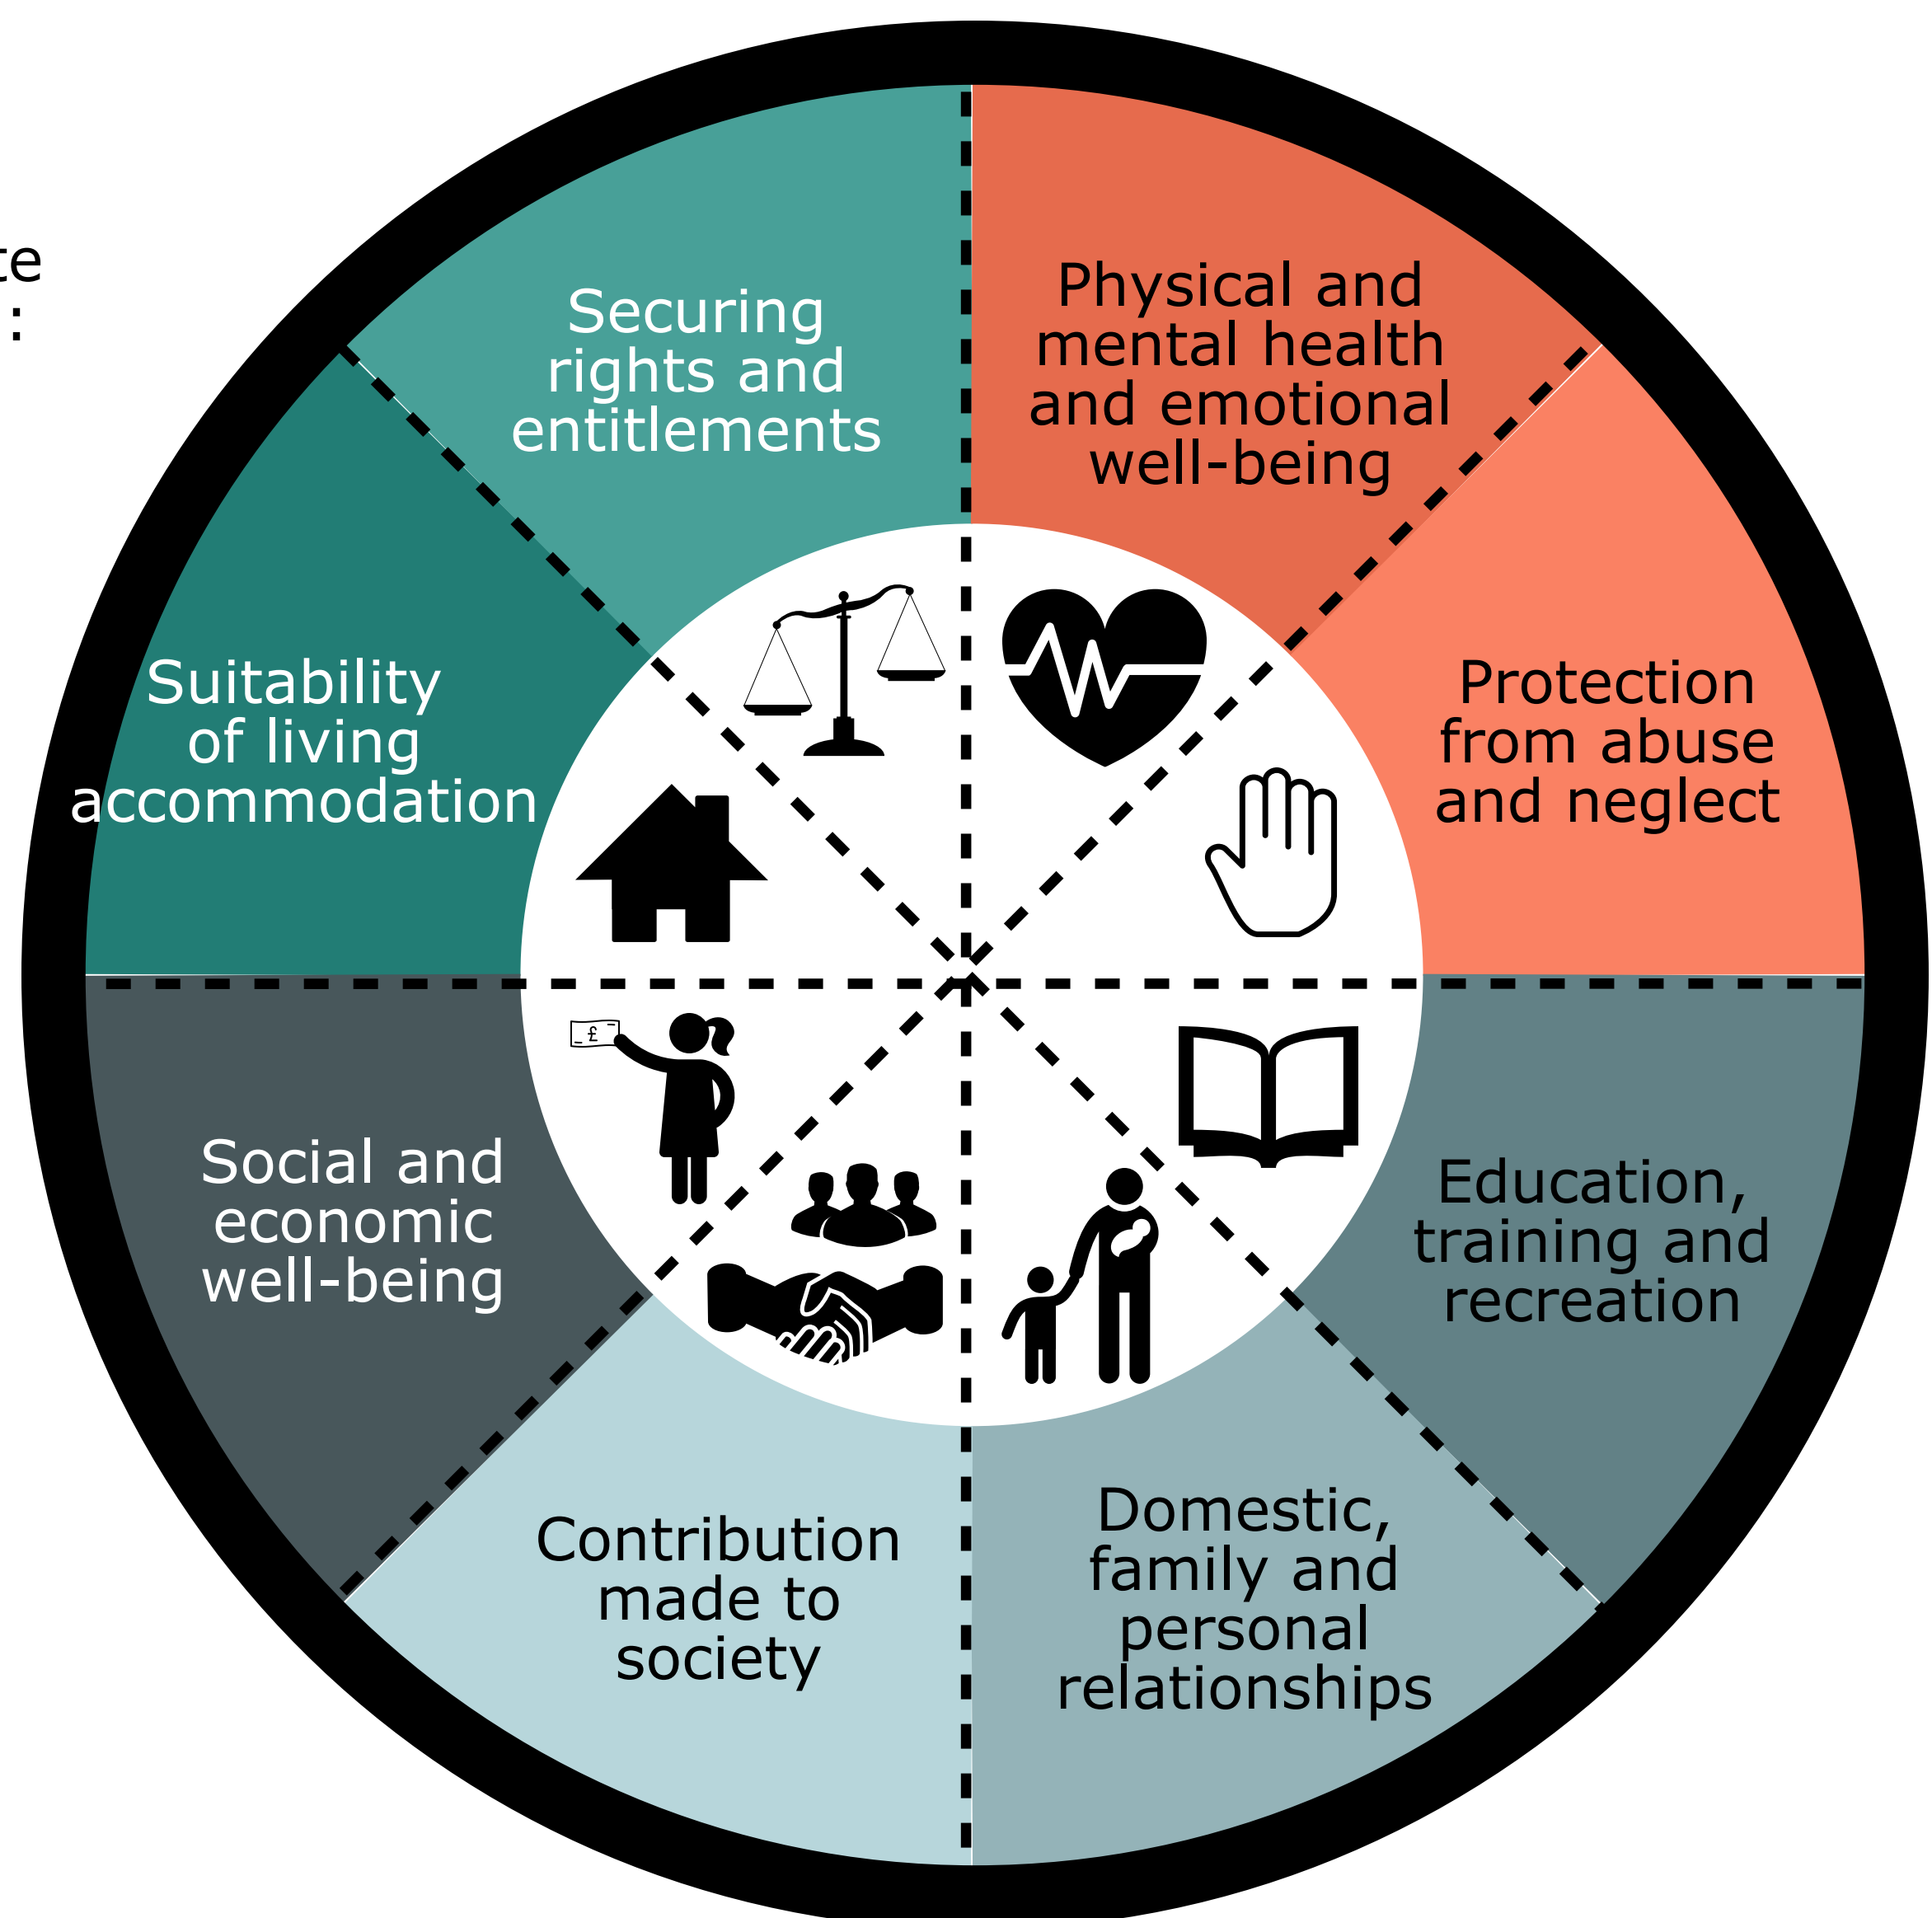 te
:
Physical and
mental health
and emotional
well-being
Protection
from abuse
and neglect
Education,
training and
recreation
Domestic,
family and
personal
relationships
Contribution
made to
society
Social and
economic
well-being
£
Suitability
of living
accommodation
Securing
rights and
entitlements